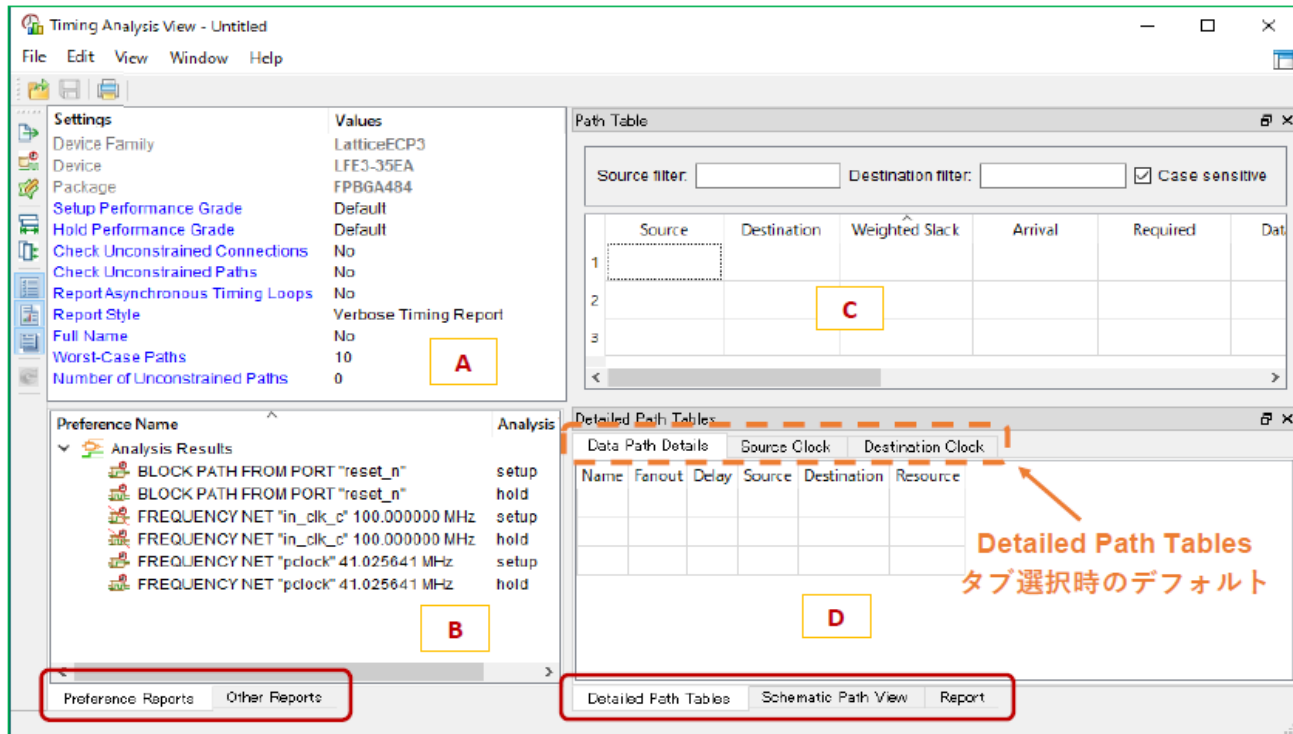 Timing Analysis View - Untitled
File Edit View Window Help
Settings Values
Device Family LatticeECP3
Device LFE3-35EA
Package FPBGA484
Setup Performance Grade Default
Hold Performance Grade Default
Check Unconstrained Connections No
Check Unconstrained Paths No
Report Asynchronous Timing Loops No
Report Style Verbose Timing Report
Full Name No
Worst-Case Paths 10
Number of Unconstrained Paths 0
A
Path Table
Source filter: Destination filter: Case sensitive
Source Destination Weighted Slack Arrival Required Dat
1
2
3
C
Preference Name Analysis
Analysis Results
BLOCK PATH FROM PORT "reset_n" setup
BLOCK PATH FROM PORT "reset_n" hold
FREQUENCY NET "in_clk_c" 100.000000 MHz setup
FREQUENCY NET "in_clk_c" 100.000000 MHz hold
FREQUENCY NET "pclock" 41.025641 MHz setup
FREQUENCY NET "pclock" 41.025641 MHz hold
B
Preference Reports Other Reports
Detailed Path Tables
Data Path Details Source Clock Destination Clock
Name Fanout Delay Source Destination Resource
Detailed Path Tables
タブ選択時のデフォルト
D
Detailed Path Tables Schematic Path View Report